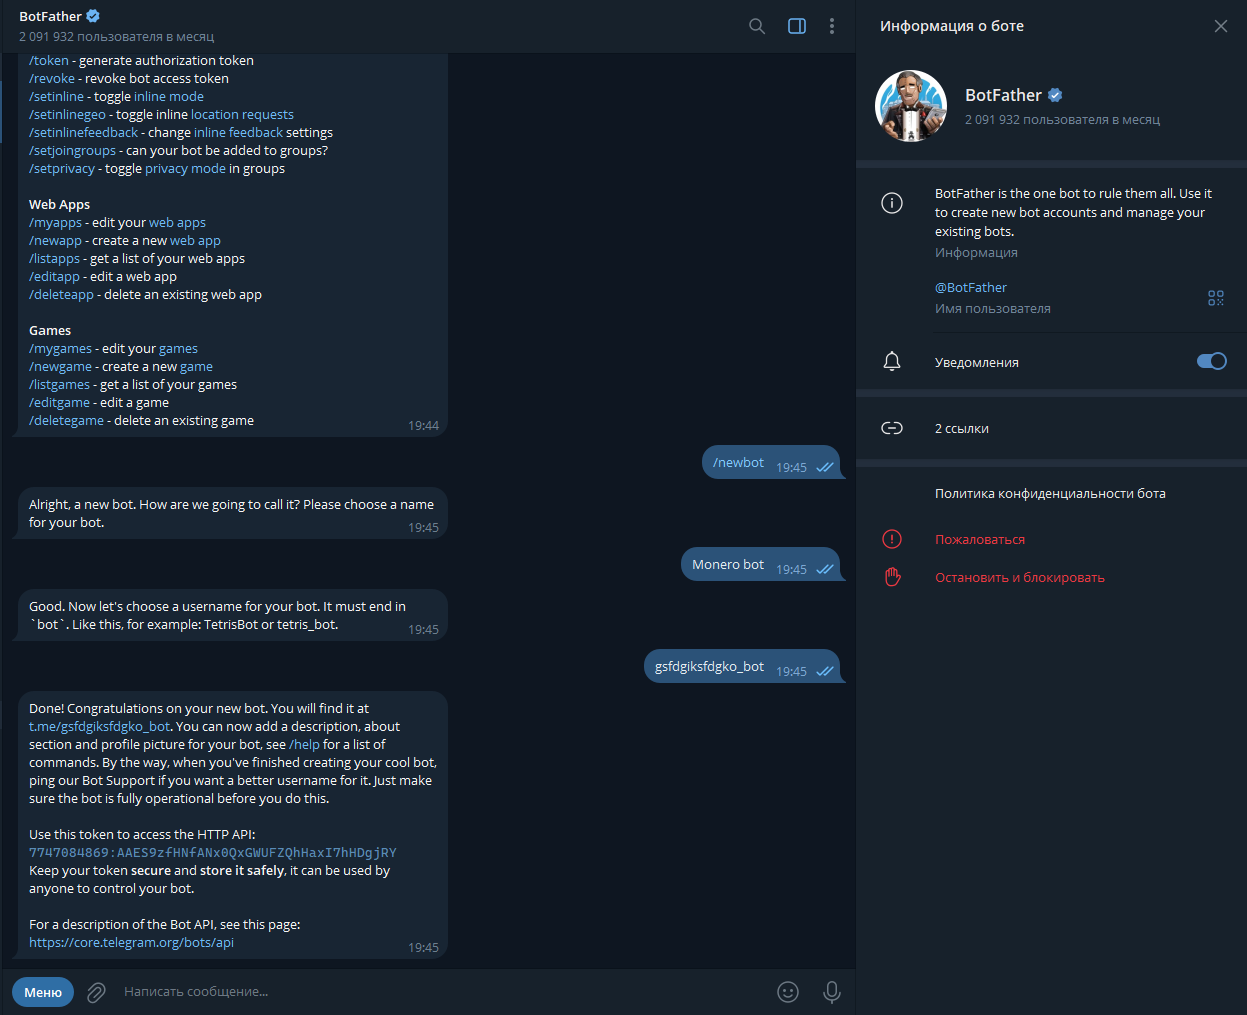 BotFather
2 091 932 пользователя в месяц
/token - generate authorization token
/revoke - revoke bot access token
/setinline - toggle inline mode
/setinlinegeo - toggle inline location requests
/setinlinefeedback - change inline feedback settings
/setjoingroups - can your bot be added to groups?
/setprivacy - toggle privacy mode in groups
Web Apps
/myapps - edit your web apps
/newapp - create a new web app
/listapps - get a list of your web apps
/editapp - edit a web app
/deleteapp - delete an existing web app
Games
/mygames - edit your games
/newgame - create a new game
/listgames - get a list of your games
/editgame - edit a game
/deletegame - delete an existing game
19:44
/newbot 19:45
Alright, a new bot. How are we going to call it? Please choose a name
for your bot.
19:45
Monero bot 19:45
Good. Now let's choose a username for your bot. It must end in
`bot`. Like this, for example: TetrisBot or tetris_bot.
19:45
gsfdgiksfdgko_bot 19:45
Done! Congratulations on your new bot. You will find it at
t.me/gsfdgiksfdgko_bot. You can now add a description, about
section and profile picture for your bot, see /help for a list of
commands. By the way, when you've finished creating your cool bot,
ping our Bot Support if you want a better username for it. Just make
sure the bot is fully operational before you do this.
Use this token to access the HTTP API:
7747084869:AAES9zfHNfANx0QxGWUFZQhHaxI7hHDgjRY
Keep your token secure and store it safely, it can be used by
anyone to control your bot.
For a description of the Bot API, see this page:
https://core.telegram.org/bots/api
19:45
Меню
Написать сообщение...
Информация о боте
BotFather
2 091 932 пользователя в месяц
BotFather is the one bot to rule them all. Use it
to create new bot accounts and manage your
existing bots.
Информация
@BotFather
Имя пользователя
Уведомления
2 ссылки
Политика конфиденциальности бота
Пожаловаться
Остановить и блокировать